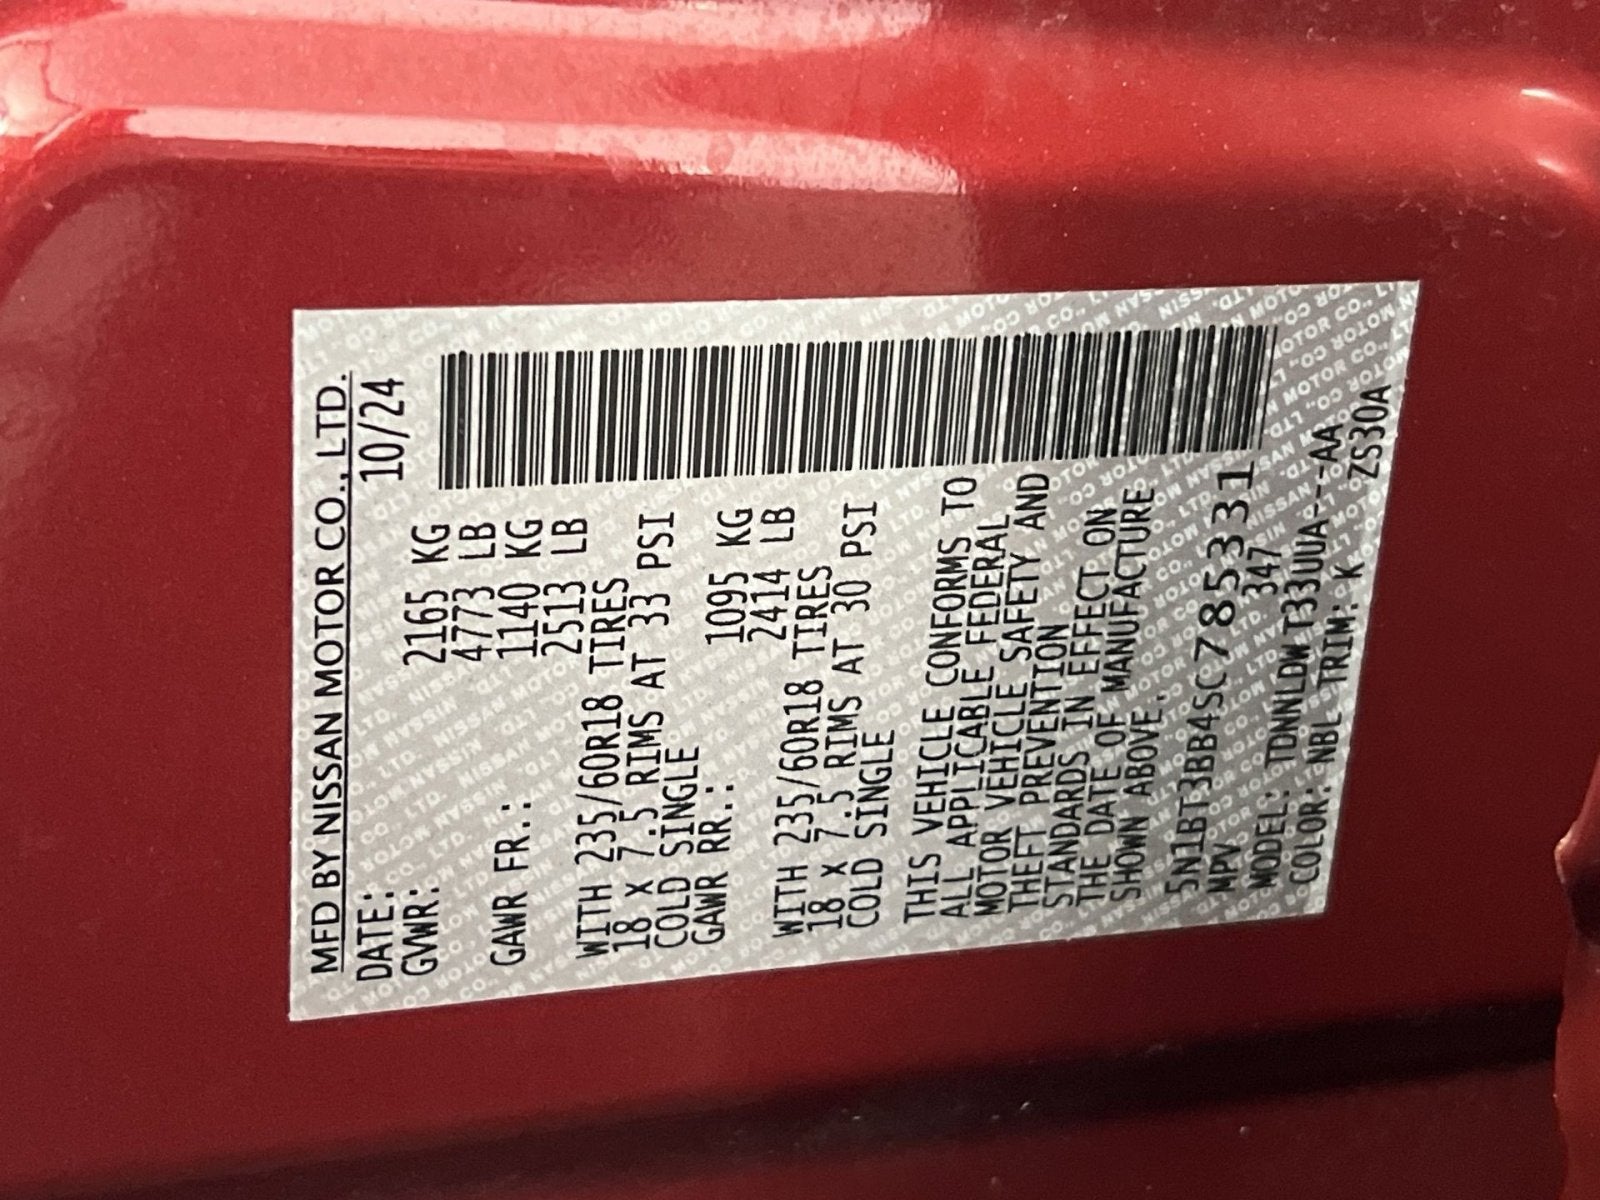 MFD BY NISSAN MOTOR CO., LTD.
DATE: 10/24
GVWR: 2165 KG
4773 LB
GAWR FR.: 1140 KG
2513 LB
WITH 235/60R18 TIRES
18 X 7.5 RIMS AT 33 PSI
COLD SINGLE
GAWR RR.: 1095 KG
2414 LB
WITH 235/60R18 TIRES
18 X 7.5 RIMS AT 30 PSI
COLD SINGLE
THIS VEHICLE CONFORMS TO
ALL APPLICABLE FEDERAL
MOTOR VEHICLE SAFETY AND
THEFT PREVENTION
STANDARDS IN EFFECT ON
THE DATE OF MANUFACTURE
SHOWN ABOVE.
5N1BT3BB4SC785331
MPV 347
MODEL: TDNNLDWT33UUA---AA
COLOR: NBL TRIM: K ZS30A